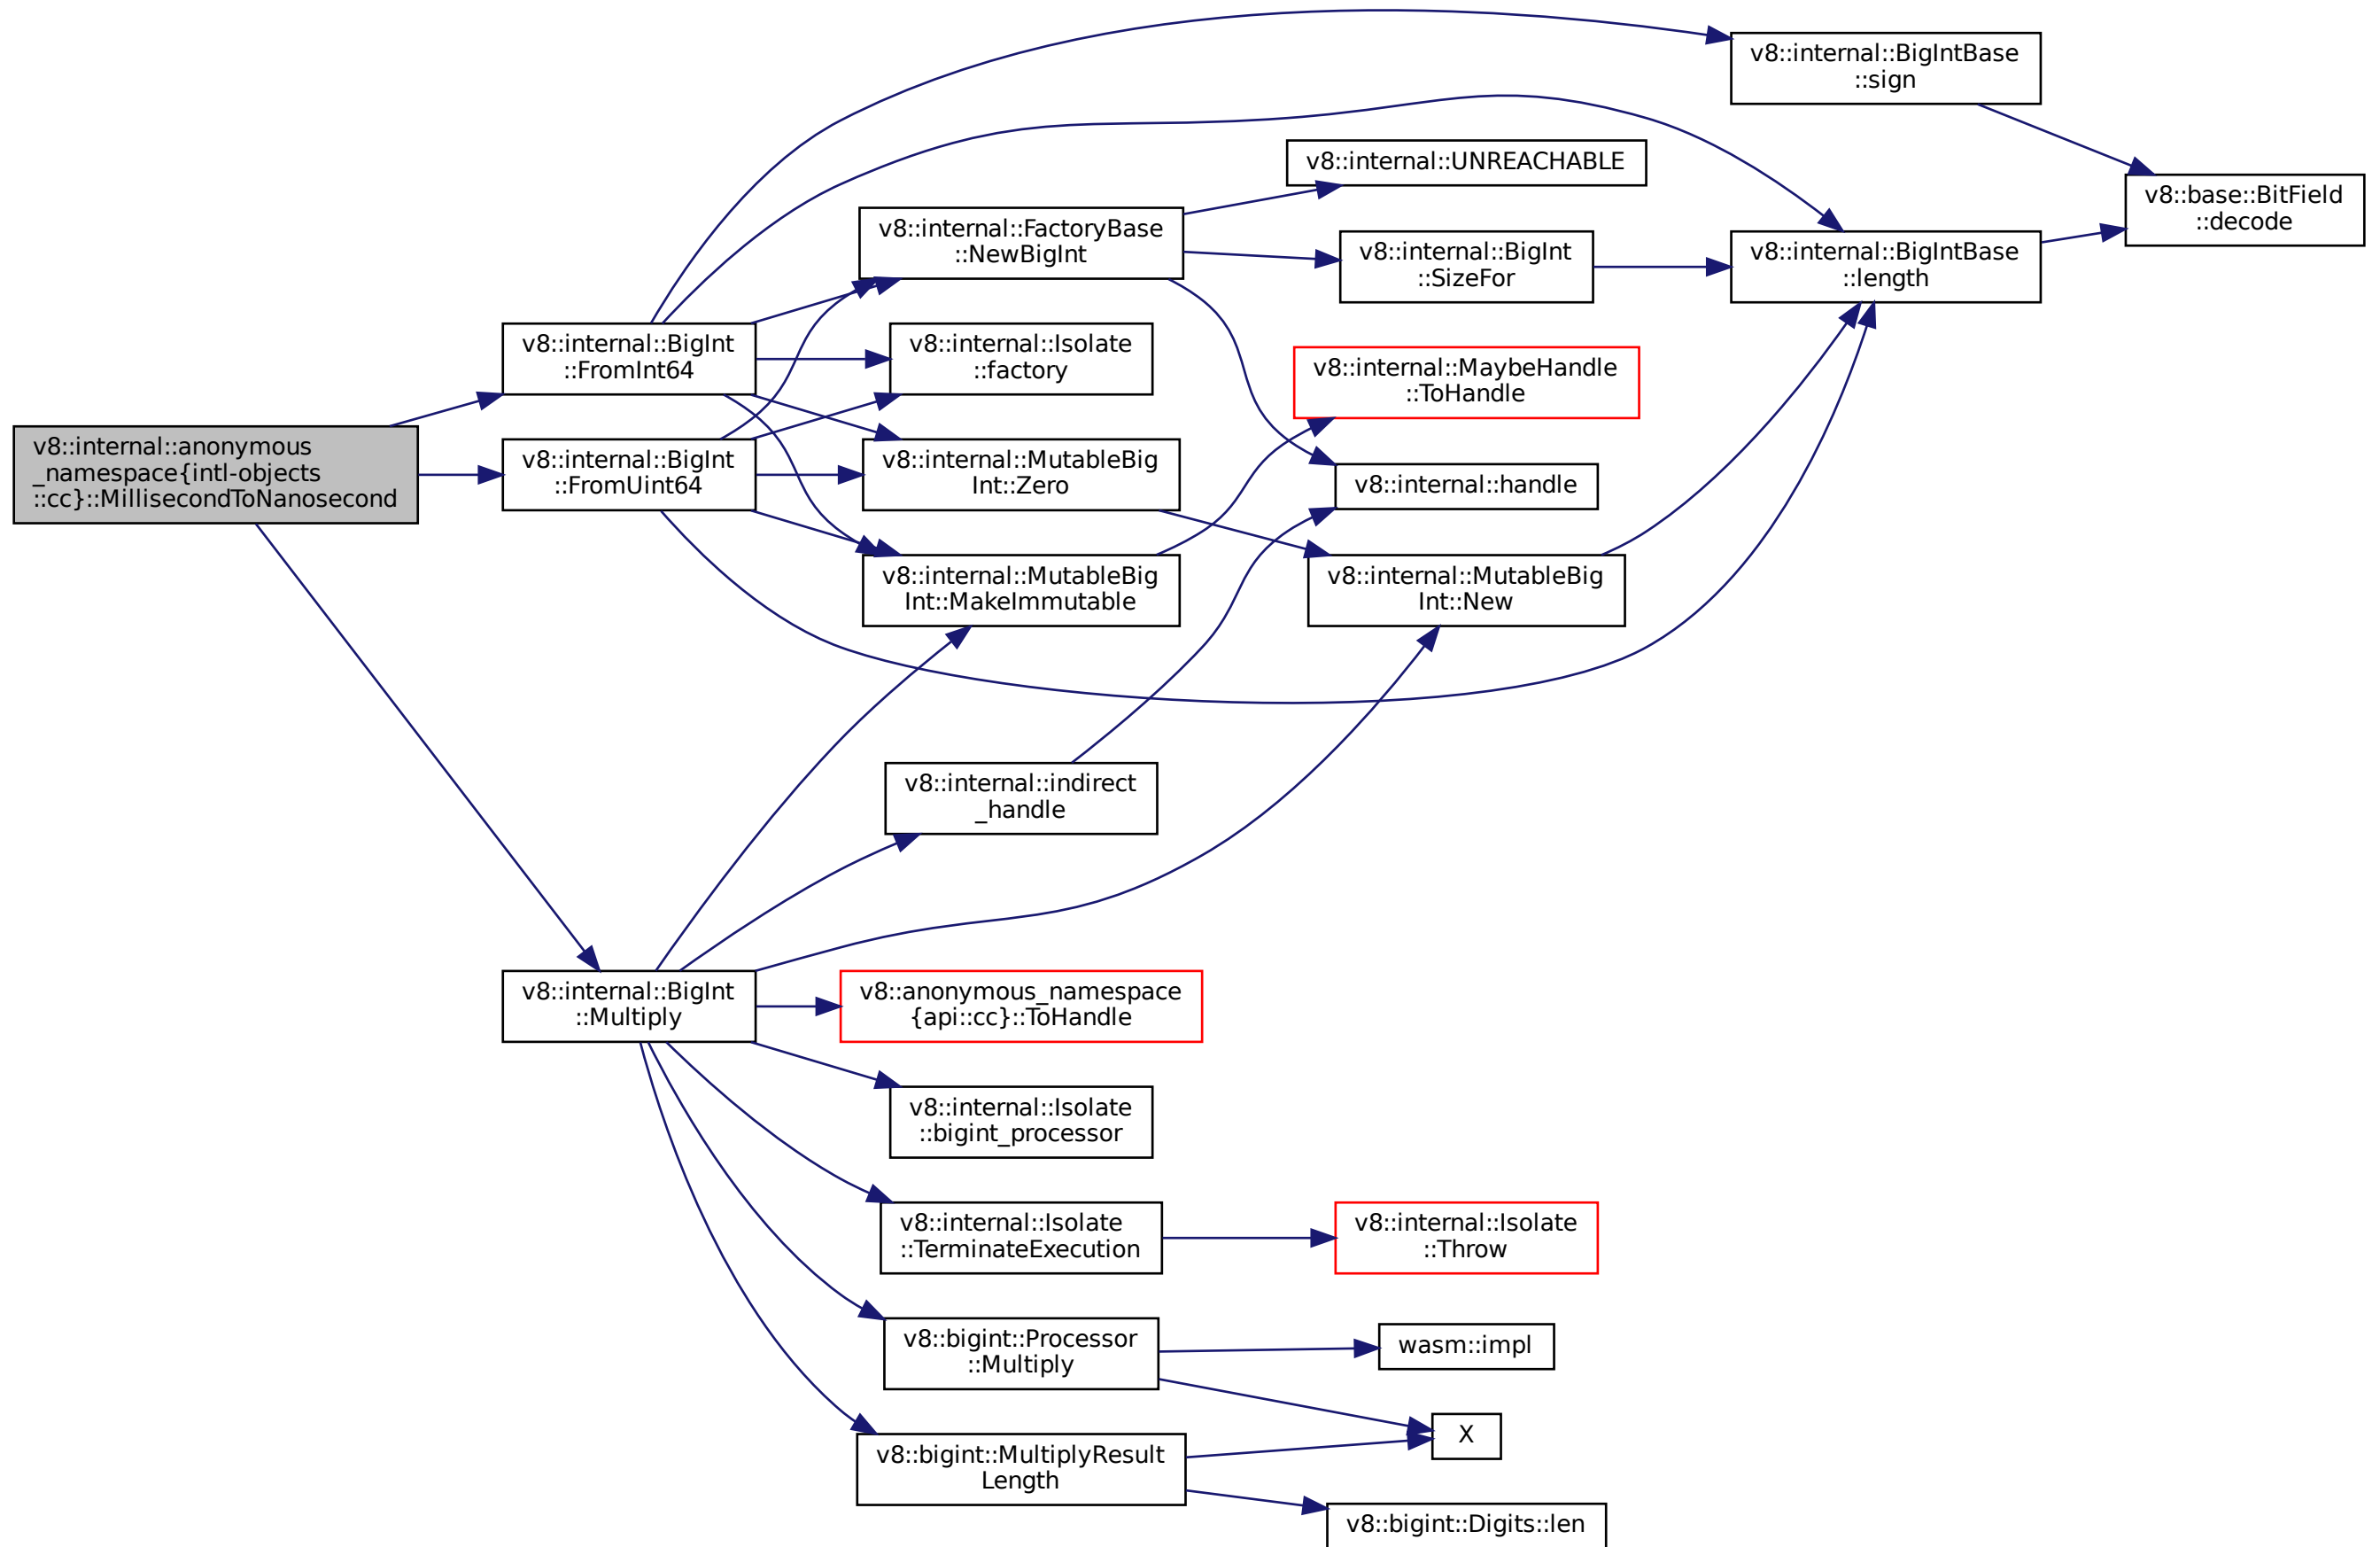 v8::internal::BigIntBase
::sign
v8::internal::UNREACHABLE
v8::base::BitField
::decode
v8::internal::FactoryBase
::NewBigInt
v8::internal::BigInt
::SizeFor
v8::internal::BigIntBase
::length
v8::internal::BigInt
::FromInt64
v8::internal::Isolate
::factory
v8::internal::MaybeHandle
::ToHandle
v8::internal::anonymous
_namespace{intl-objects
::cc}::MillisecondToNanosecond
v8::internal::BigInt
::FromUint64
v8::internal::MutableBig
Int::Zero
v8::internal::handle
v8::internal::MutableBig
Int::MakeImmutable
v8::internal::MutableBig
Int::New
v8::internal::indirect
_handle
v8::internal::BigInt
::Multiply
v8::anonymous_namespace
{api::cc}::ToHandle
v8::internal::Isolate
::bigint_processor
v8::internal::Isolate
::TerminateExecution
v8::internal::Isolate
::Throw
v8::bigint::Processor
::Multiply
wasm::impl
X
v8::bigint::MultiplyResult
Length
v8::bigint::Digits::len